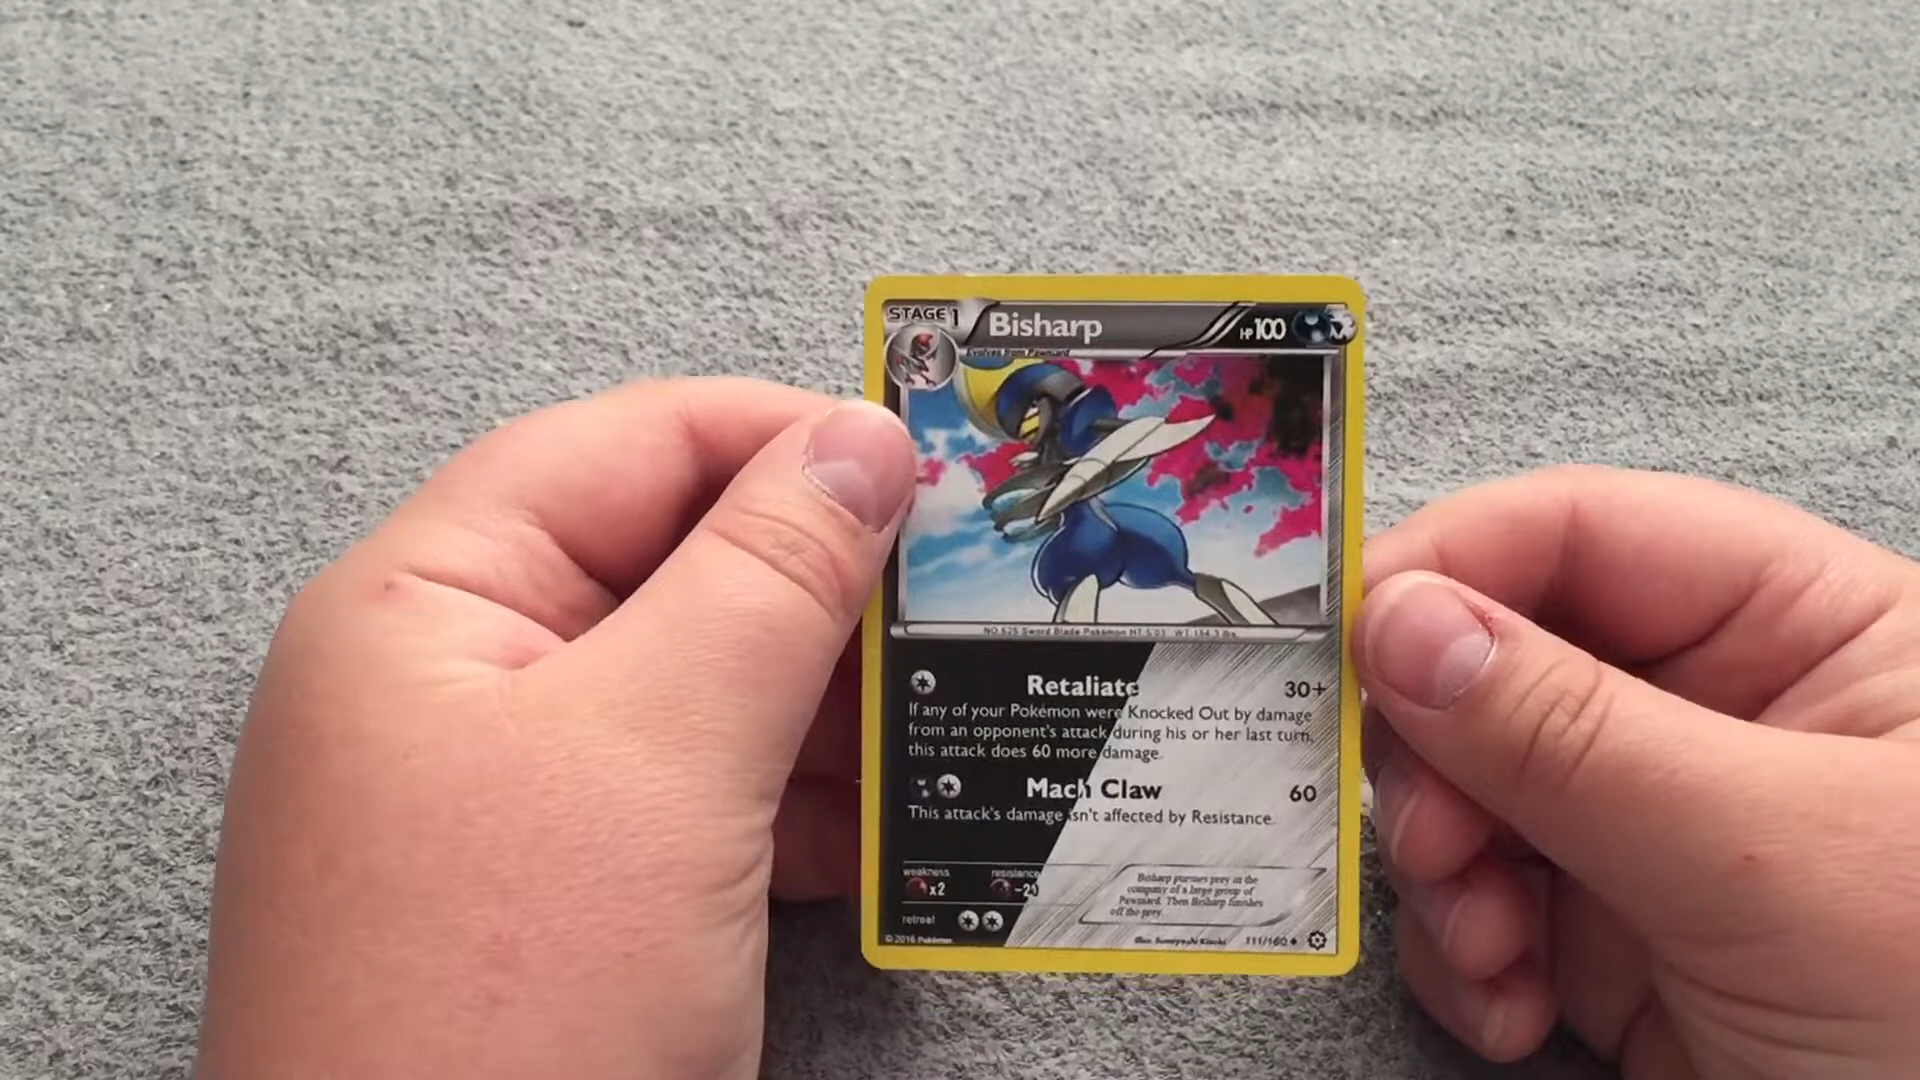 STAGE 1
Bisharp
HP 100
Evolves from Pawniard
NO. 625 Sword Blade Pokémon HT: 5'03" WT: 154.3 lbs.
Retaliate
30+
If any of your Pokémon were Knocked Out by damage
from an opponent's attack during his or her last turn,
this attack does 60 more damage.
Mach Claw
60
This attack's damage isn't affected by Resistance.
weakness
x2
resistance
-20
retreat
Bisharp pursues prey in the
company of a large group of
Pawniard. Then Bisharp finishes
off the prey.
© 2016 Pokémon
Illus. Sumiyoshi Kizuki
111/160